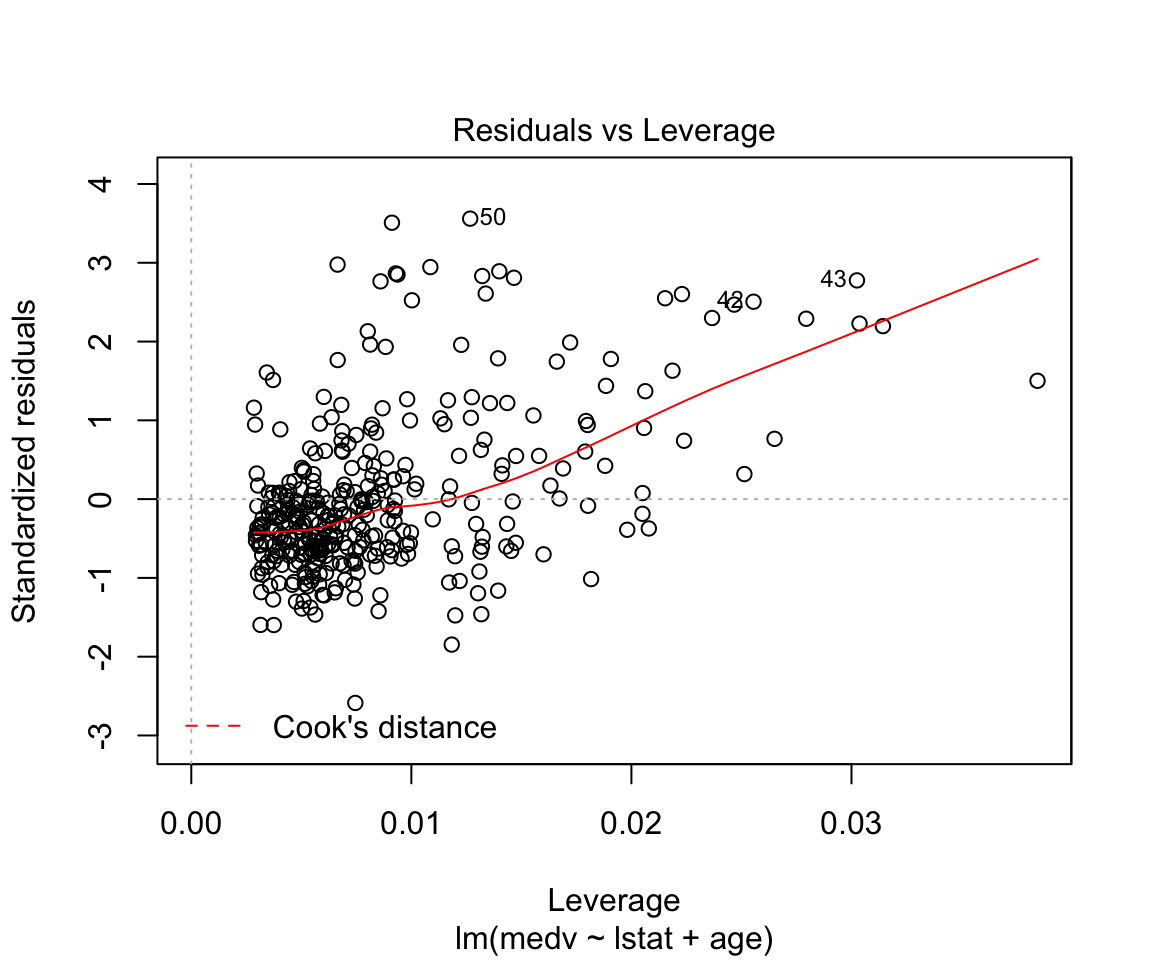 Residuals vs Leverage
Standardized residuals
4
3
2
1
0
-1
-2
-3
50
43
42
Cook's distance
0.00 0.01 0.02 0.03
Leverage
lm(medv ~ lstat + age)